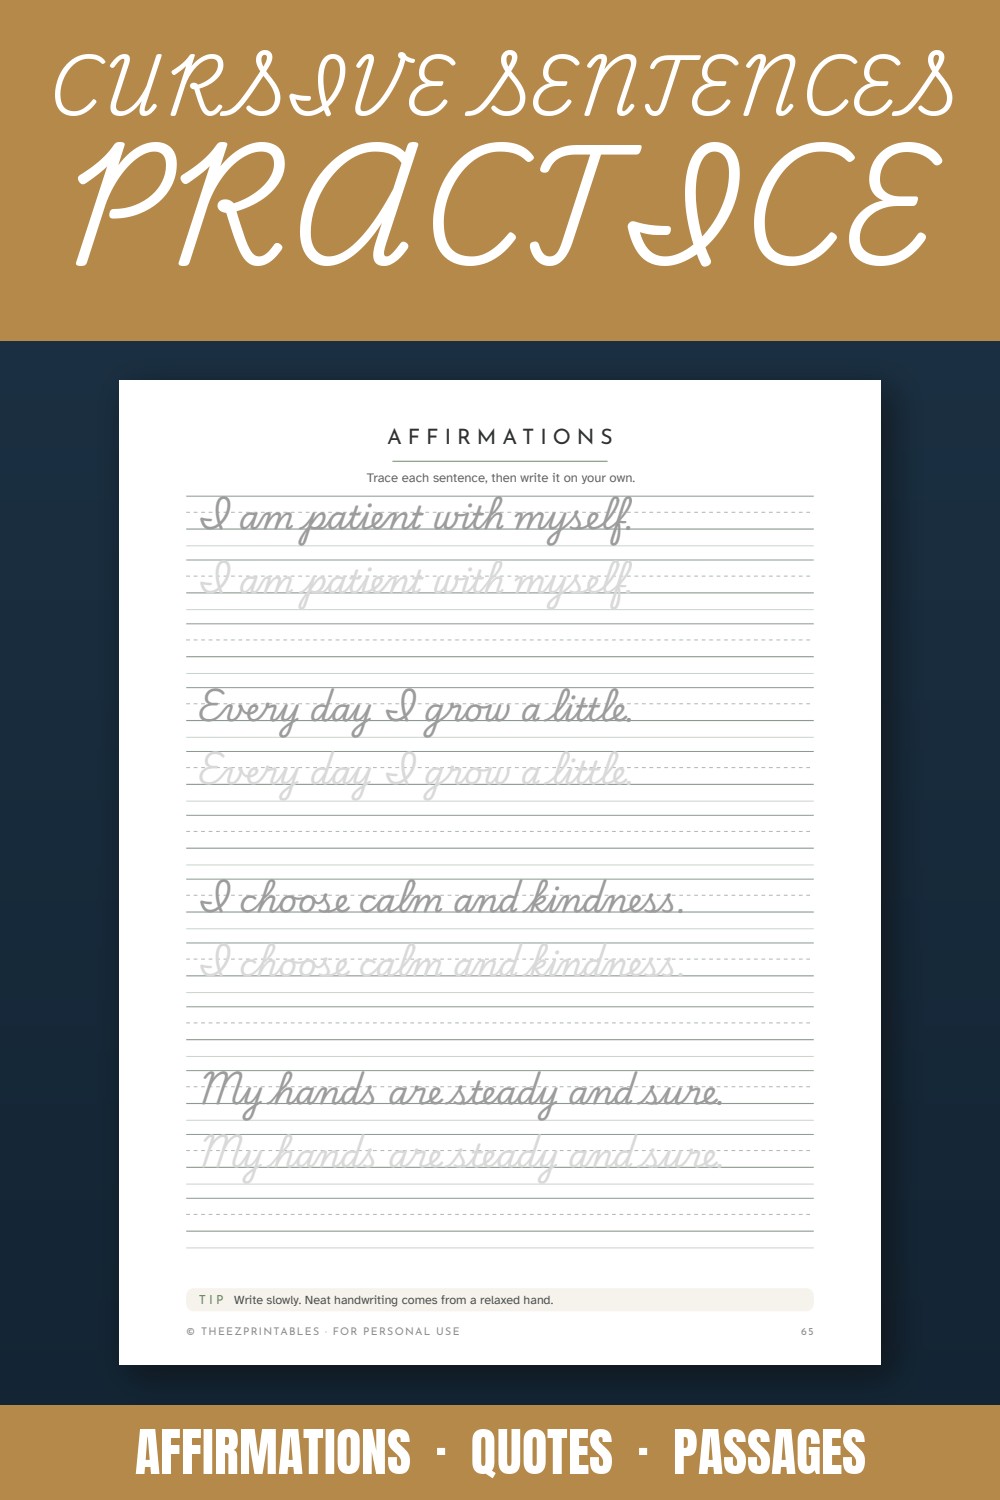 CURSIVE SENTENCES
PRACTICE
AFFIRMATIONS
Trace each sentence, then write it on your own.
I am patient with myself.
I am patient with myself.
Every day I grow a little.
Every day I grow a little.
I choose calm and kindness.
I choose calm and kindness.
My hands are steady and sure.
My hands are steady and sure.
TIP Write slowly. Neat handwriting comes from a relaxed hand.
© THEEZPRINTABLES · FOR PERSONAL USE 65
AFFIRMATIONS · QUOTES · PASSAGES